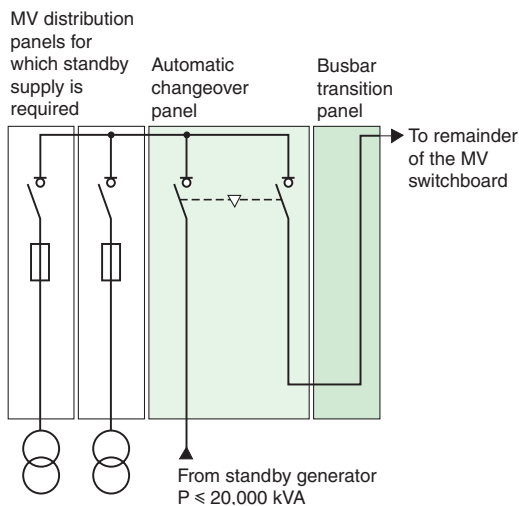 MV distribution
panels for
which standby
supply is
required
Automatic
changeover
panel
Busbar
transition
panel
To remainder
of the MV
switchboard
From standby generator
P ⩽ 20,000 kVA